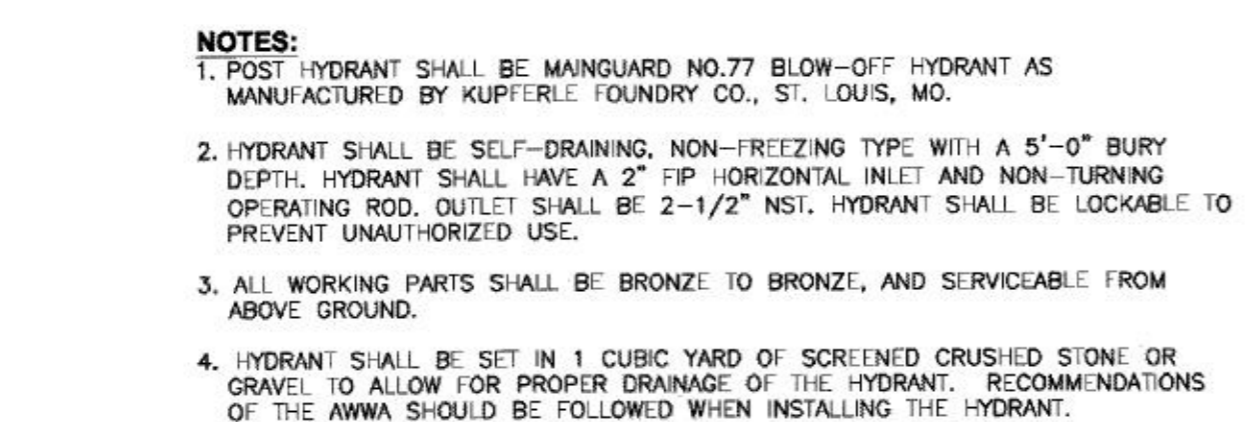 NOTES:
1. POST HYDRANT SHALL BE MAINGUARD NO.77 BLOW-OFF HYDRANT AS
MANUFACTURED BY KUPFERLE FOUNDRY CO., ST. LOUIS, MO.
2. HYDRANT SHALL BE SELF-DRAINING, NON-FREEZING TYPE WITH A 5'-0" BURY
DEPTH. HYDRANT SHALL HAVE A 2" FIP HORIZONTAL INLET AND NON-TURNING
OPERATING ROD. OUTLET SHALL BE 2-1/2" NST. HYDRANT SHALL BE LOCKABLE TO
PREVENT UNAUTHORIZED USE.
3. ALL WORKING PARTS SHALL BE BRONZE TO BRONZE, AND SERVICEABLE FROM
ABOVE GROUND.
4. HYDRANT SHALL BE SET IN 1 CUBIC YARD OF SCREENED CRUSHED STONE OR
GRAVEL TO ALLOW FOR PROPER DRAINAGE OF THE HYDRANT. RECOMMENDATIONS
OF THE AWWA SHOULD BE FOLLOWED WHEN INSTALLING THE HYDRANT.